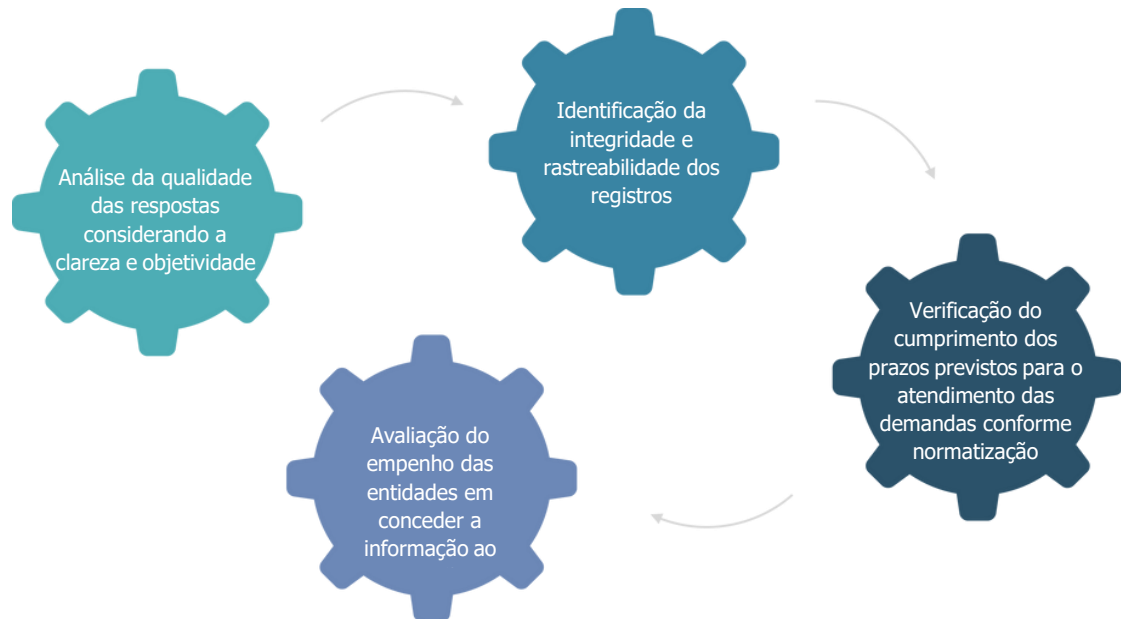 Análise da qualidade
das respostas
considerando a
clareza e objetividade
Identificação da
integridade e
rastreabilidade dos
registros
Verificação do
cumprimento dos
prazos previstos para o
atendimento das
demandas conforme
normatização
Avaliação do
empenho das
entidades em
conceder a
informação ao